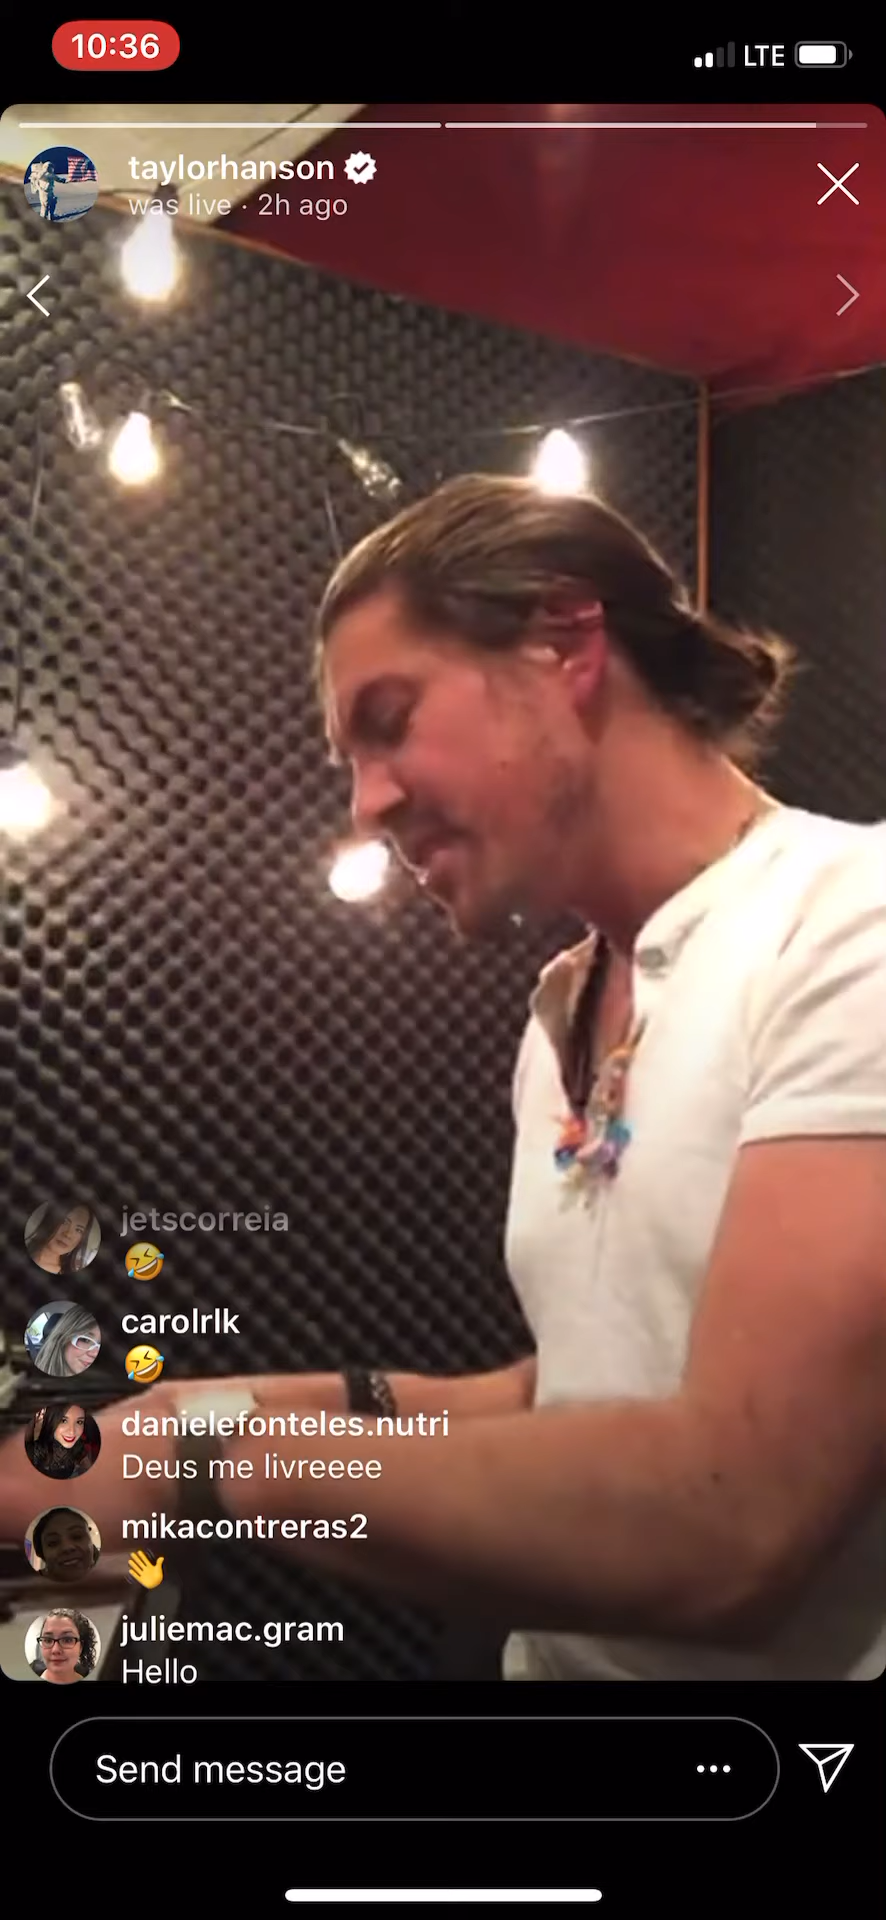 10:36
LTE
taylorhanson
was live · 2h ago
jetscorreia
🤣
carolrlk
🤣
danielefonteles.nutri
Deus me livreeee
mikacontreras2
👋
juliemac.gram
Hello
Send message